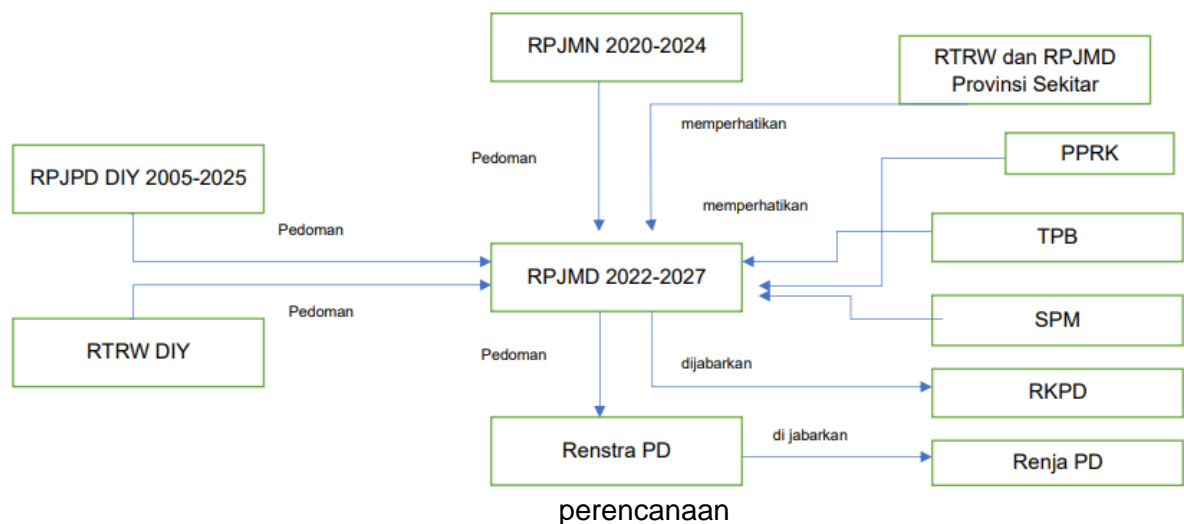 RPJMN 2020-2024
RTRW dan RPJMD
Provinsi Sekitar
memperhatikan
PPRK
Pedoman
RPJPD DIY 2005-2025
memperhatikan
Pedoman
TPB
RPJMD 2022-2027
Pedoman
SPM
RTRW DIY
Pedoman
dijabarkan
RKPD
Renstra PD
di jabarkan
Renja PD
perencanaan